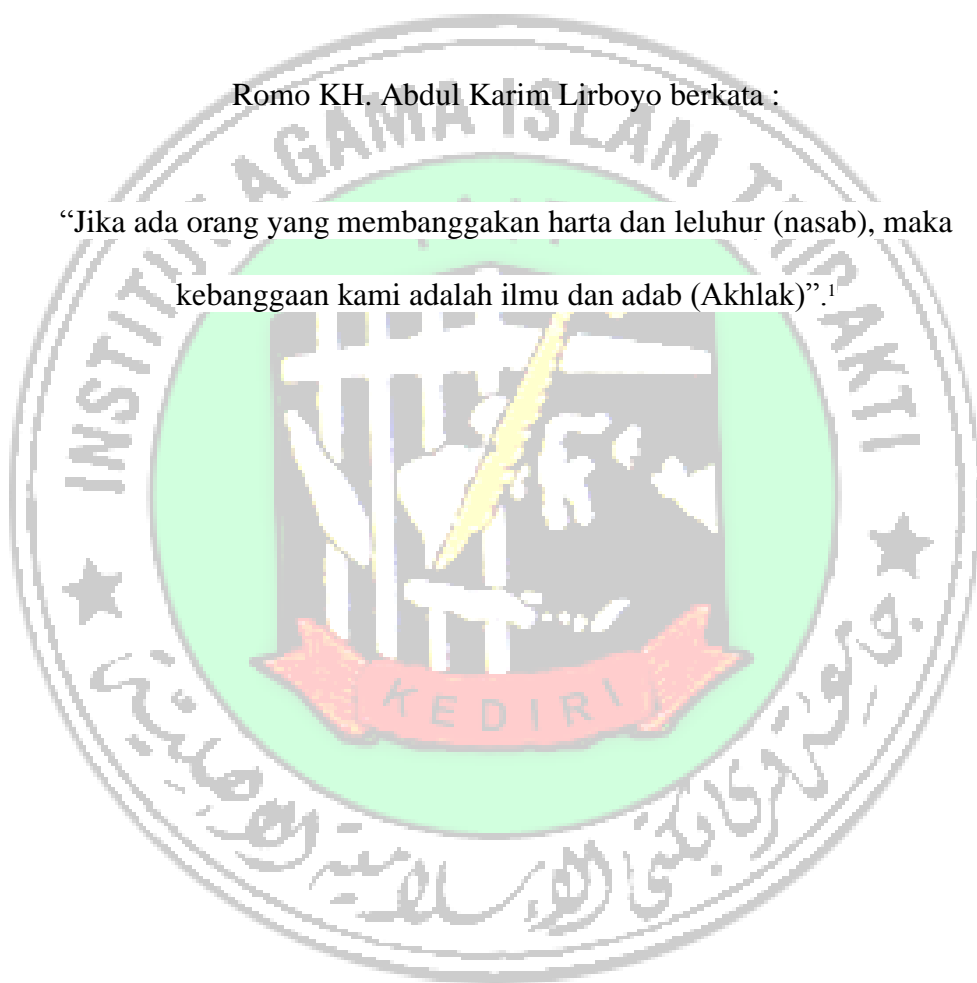 Romo KH. Abdul Karim Lirboyo berkata :
“Jika ada orang yang membanggakan harta dan leluhur (nasab), maka
kebanggaan kami adalah ilmu dan adab (Akhlak)”.¹
INSTITUT AGAMA ISLAM TRIBAKTI
KEDIRI